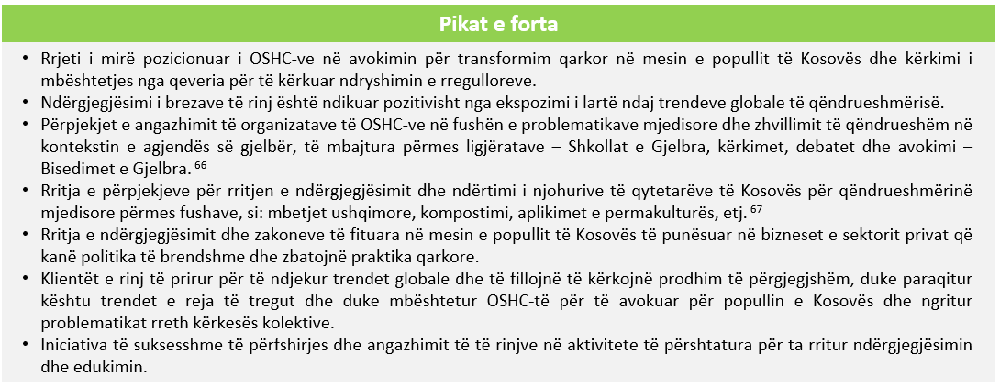 Pikat e forta
• Rrjeti i mirë pozicionuar i OSHC-ve në avokimin për transformim qarkor në mesin e popullit të Kosovës dhe kërkimi i
mbështetjes nga qeveria për të kërkuar ndryshimin e rregulloreve.
• Ndërgjegjësimi i brezave të rinj është ndikuar pozitivisht nga ekspozimi i lartë ndaj trendeve globale të qëndrueshmërisë.
• Përpjekjet e angazhimit të organizatave të OSHC-ve në fushën e problematikave mjedisore dhe zhvillimit të qëndrueshëm në
kontekstin e agjendës së gjelbër, të mbajtura përmes ligjëratave – Shkollat e Gjelbra, kërkimet, debatet dhe avokimi –
Bisedimet e Gjelbra. 66
• Rritja e përpjekjeve për rritjen e ndërgjegjësimit dhe ndërtimi i njohurive të qytetarëve të Kosovës për qëndrueshmërinë
mjedisore përmes fushave, si: mbetjet ushqimore, kompostimi, aplikimet e permakulturës, etj. 67
• Rritja e ndërgjegjësimit dhe zakoneve të fituara në mesin e popullit të Kosovës të punësuar në bizneset e sektorit privat që
kanë politika të brendshme dhe zbatojnë praktika qarkore.
• Klientët e rinj të prirur për të ndjekur trendet globale dhe të fillojnë të kërkojnë prodhim të përgjegjshëm, duke paraqitur
kështu trendet e reja të tregut dhe duke mbështetur OSHC-të për të avokuar për popullin e Kosovës dhe ngritur
problematikat rreth kërkesës kolektive.
• Iniciativa të suksesshme të përfshirjes dhe angazhimit të të rinjve në aktivitete të përshtatura për ta rritur ndërgjegjësimin
dhe edukimin.